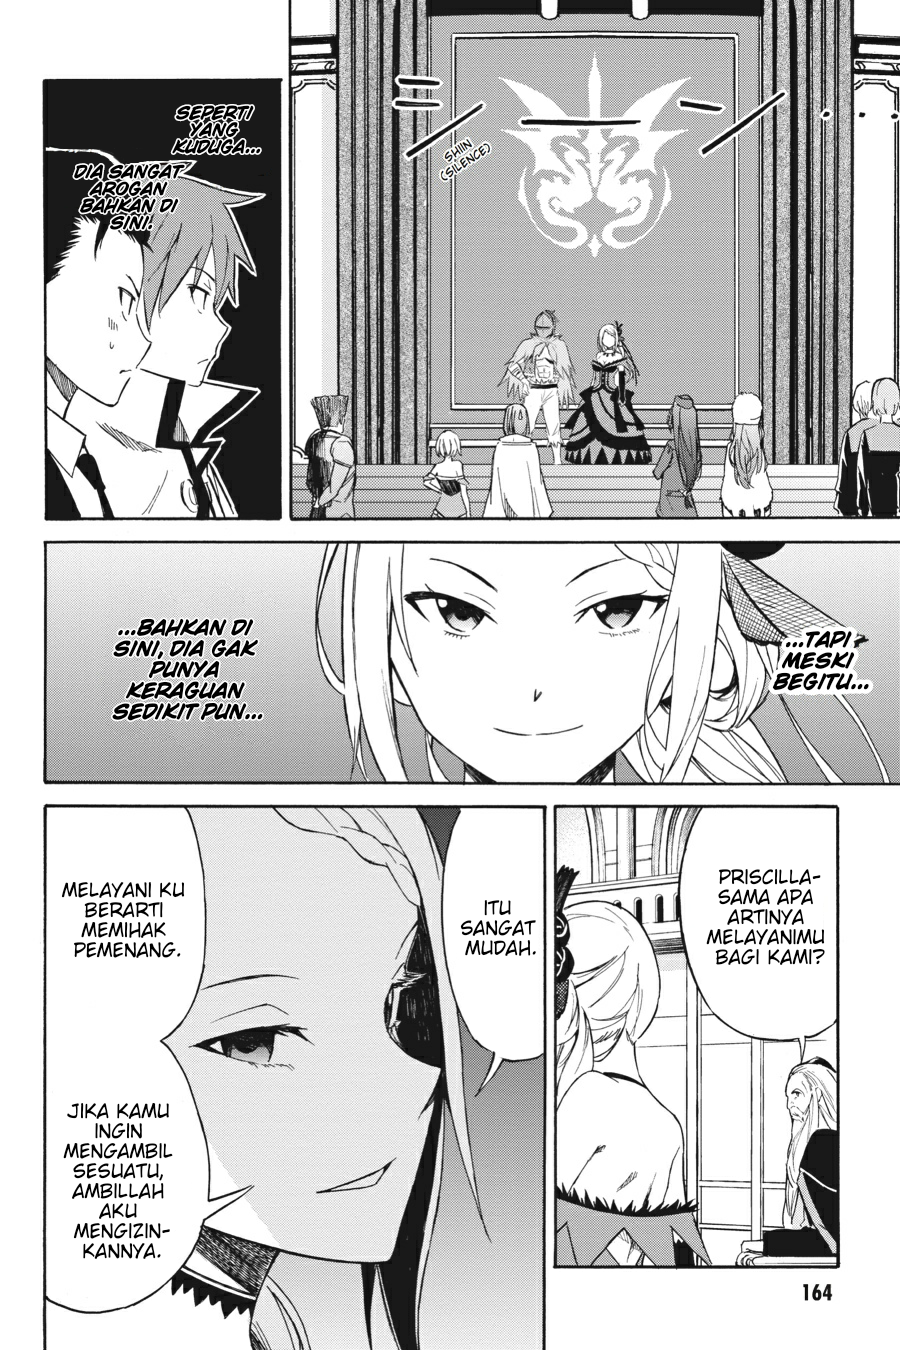 SHIIN
(SILENCE)
SEPERTI
YANG
KUDUGA...
DIA SANGAT
AROGAN
BAHKAN DI
SINI.
...TAPI
MESKI
BEGITU...
...BAHKAN DI
SINI, DIA GAK
PUNYA
KERAGUAN
SEDIKIT PUN...
PRISCILLA-
SAMA APA
ARTINYA
MELAYANIMU
BAGI KAMI?
ITU
SANGAT
MUDAH.
MELAYANI KU
BERARTI
MEMIHAK
PEMENANG.
JIKA KAMU
INGIN
MENGAMBIL
SESUATU,
AMBILLAH
AKU
MENGIZIN-
KANNYA.
164